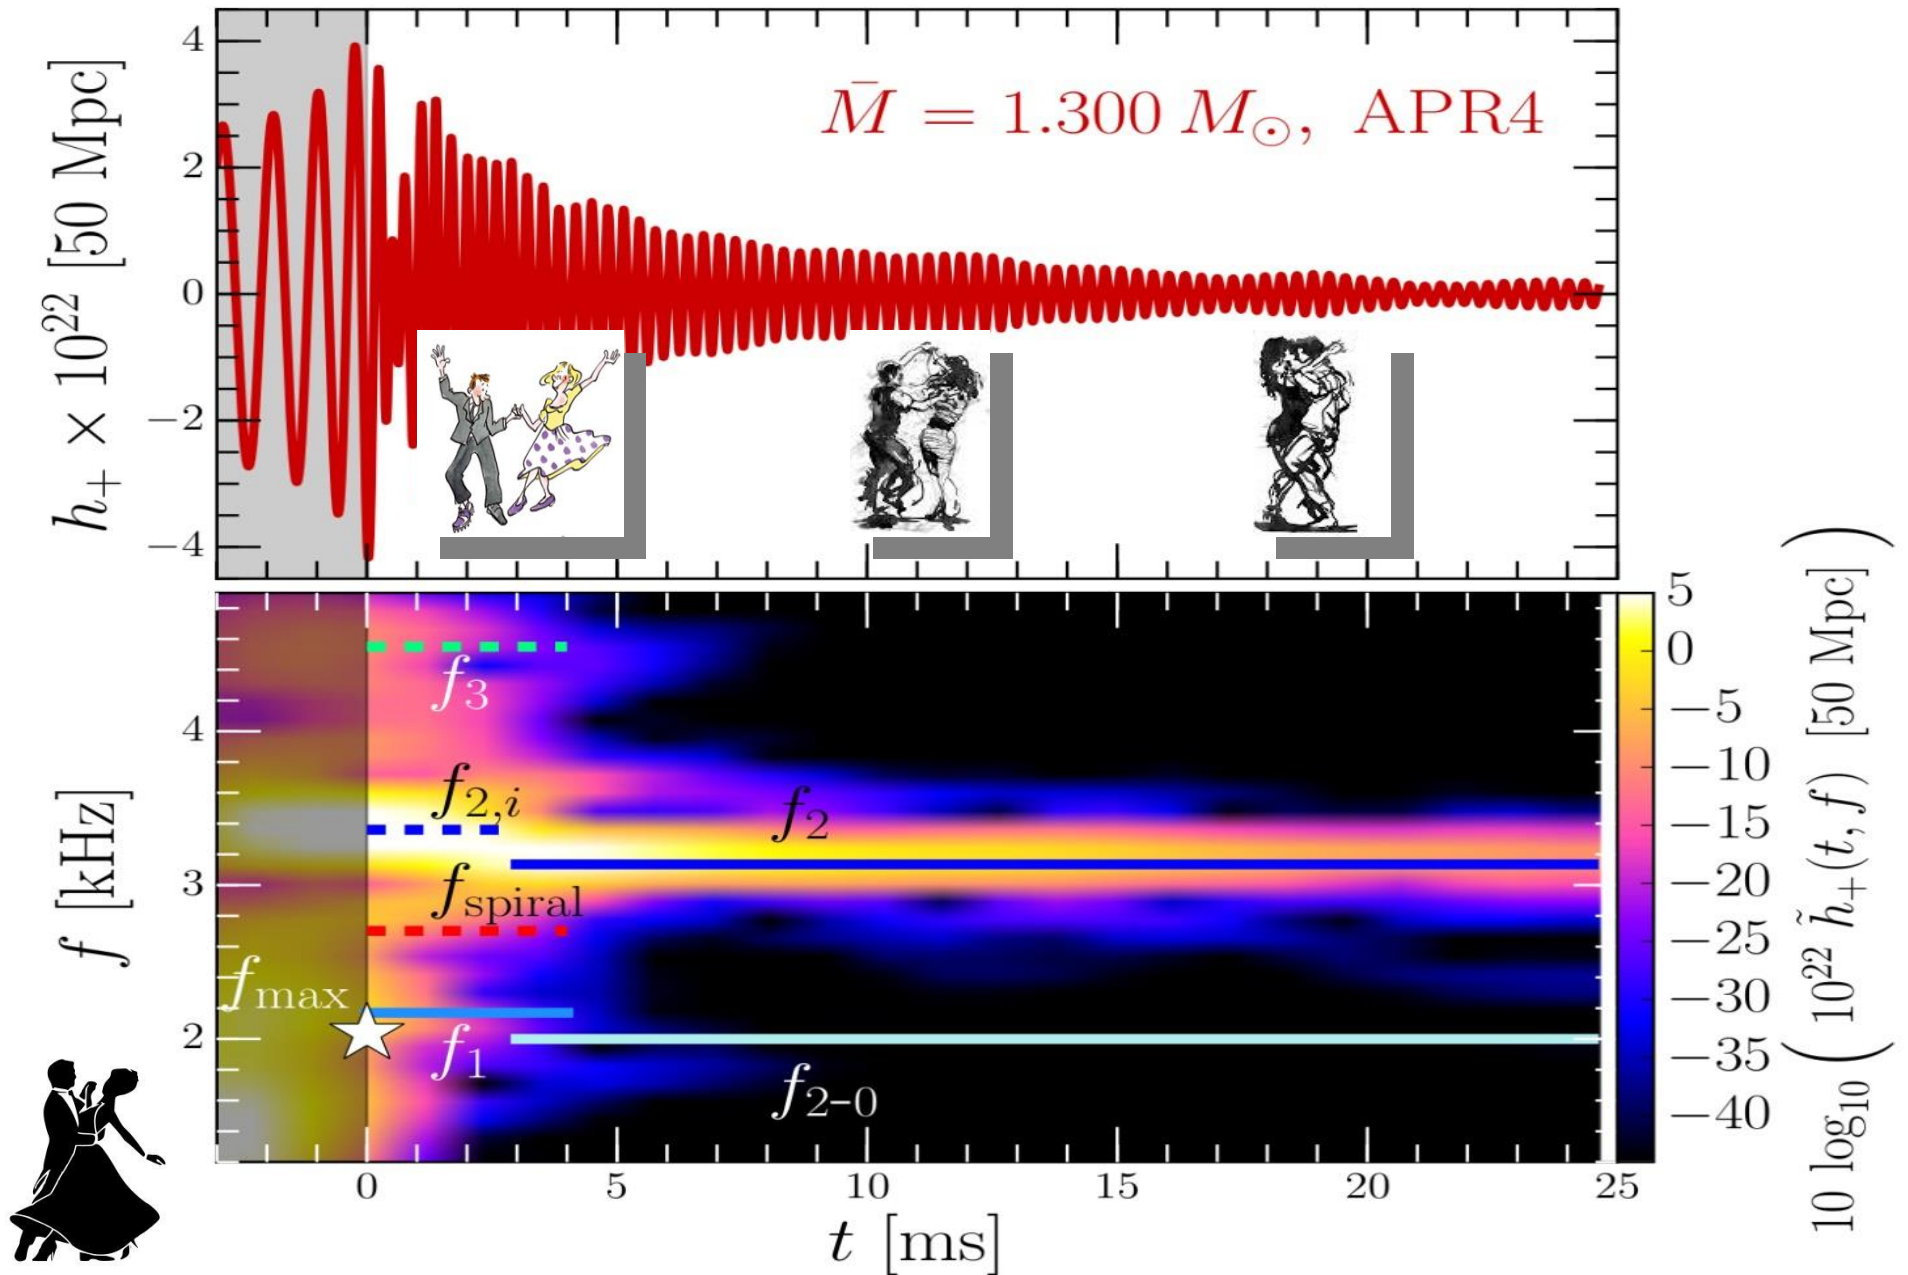 h₊ × 10²² [50 Mpc]
4
2
0
−2
−4
M̄ = 1.300 M⊙, APR4
f [kHz]
4
3
2
f₃
f₂,ᵢ
f₂
f_spiral
f_max
f₁
f₂₋₀
0
5
10
15
20
25
t [ms]
5
0
−5
−10
−15
−20
−25
−30
−35
−40
10 log₁₀ ( 10²² h̃₊(t, f) [50 Mpc] )